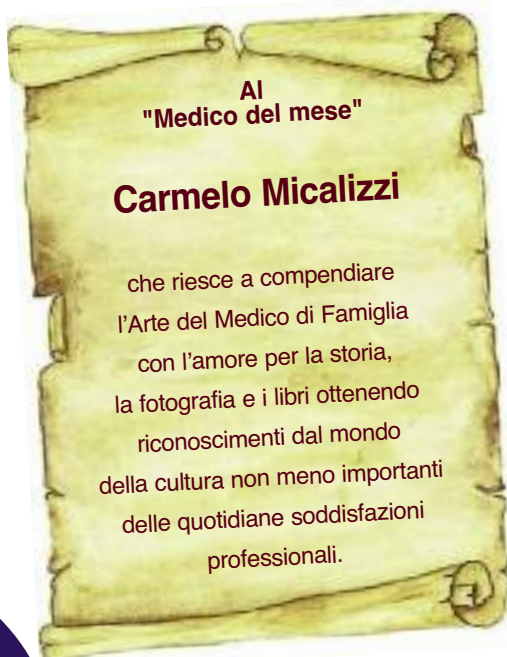 Al
"Medico del mese"
Carmelo Micalizzi
che riesce a compendiare
l'Arte del Medico di Famiglia
con l'amore per la storia,
la fotografia e i libri ottenendo
riconoscimenti dal mondo
della cultura non meno importanti
delle quotidiane soddisfazioni
professionali.